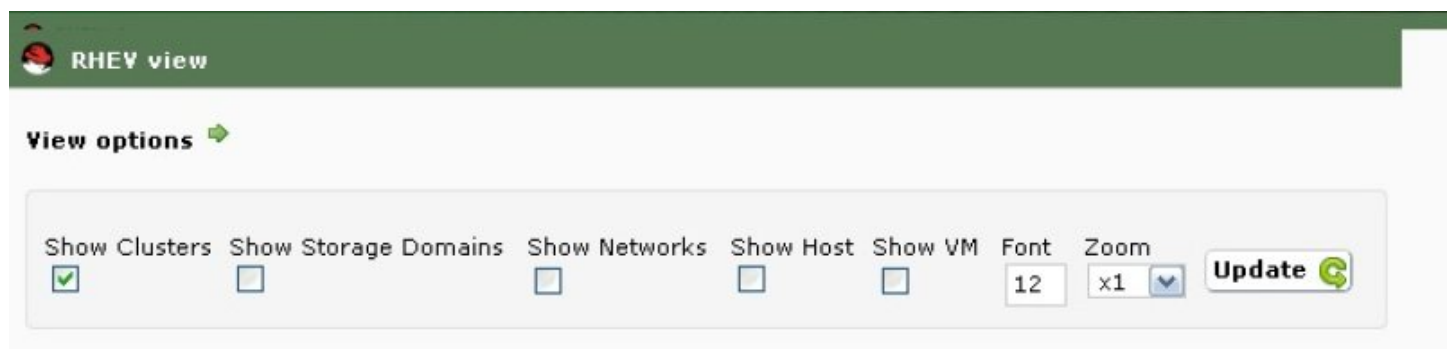 RHEV view
View options
Show Clusters Show Storage Domains Show Networks Show Host Show VM Font Zoom
12 x1 Update